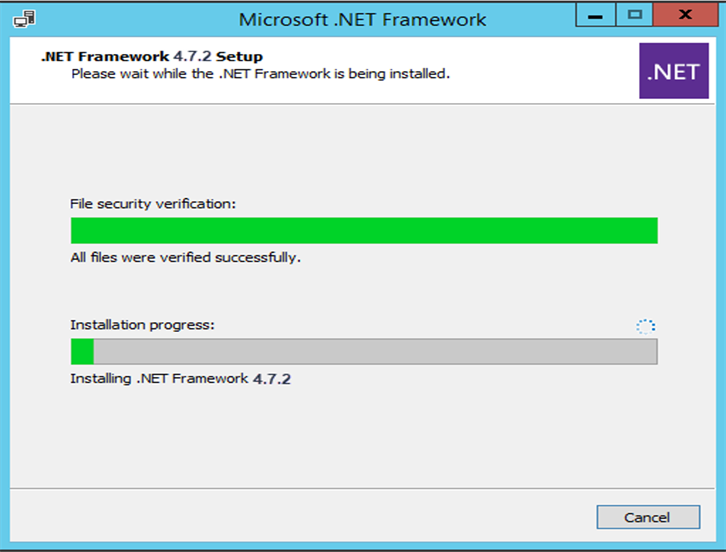 Microsoft .NET Framework
.NET Framework 4.7.2 Setup
Please wait while the .NET Framework is being installed.
.NET
File security verification:
All files were verified successfully.
Installation progress:
Installing .NET Framework 4.7.2
Cancel